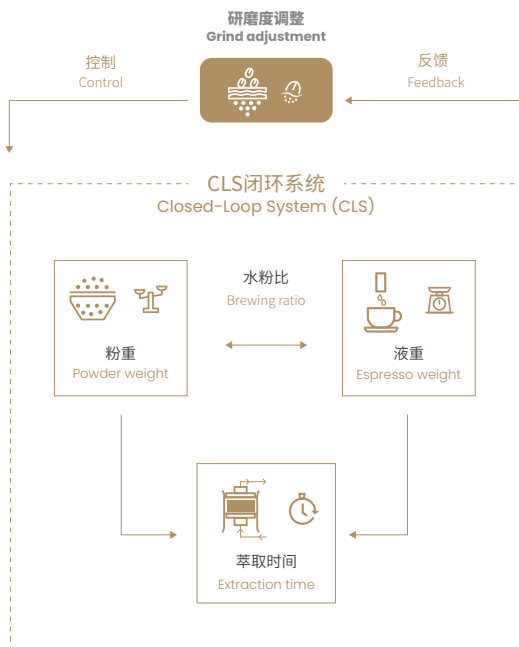 研磨度调整
Grind adjustment
控制
Control
反馈
Feedback
CLS闭环系统
Closed-Loop System (CLS)
水粉比
Brewing ratio
粉重
Powder weight
液重
Espresso weight
萃取时间
Extraction time